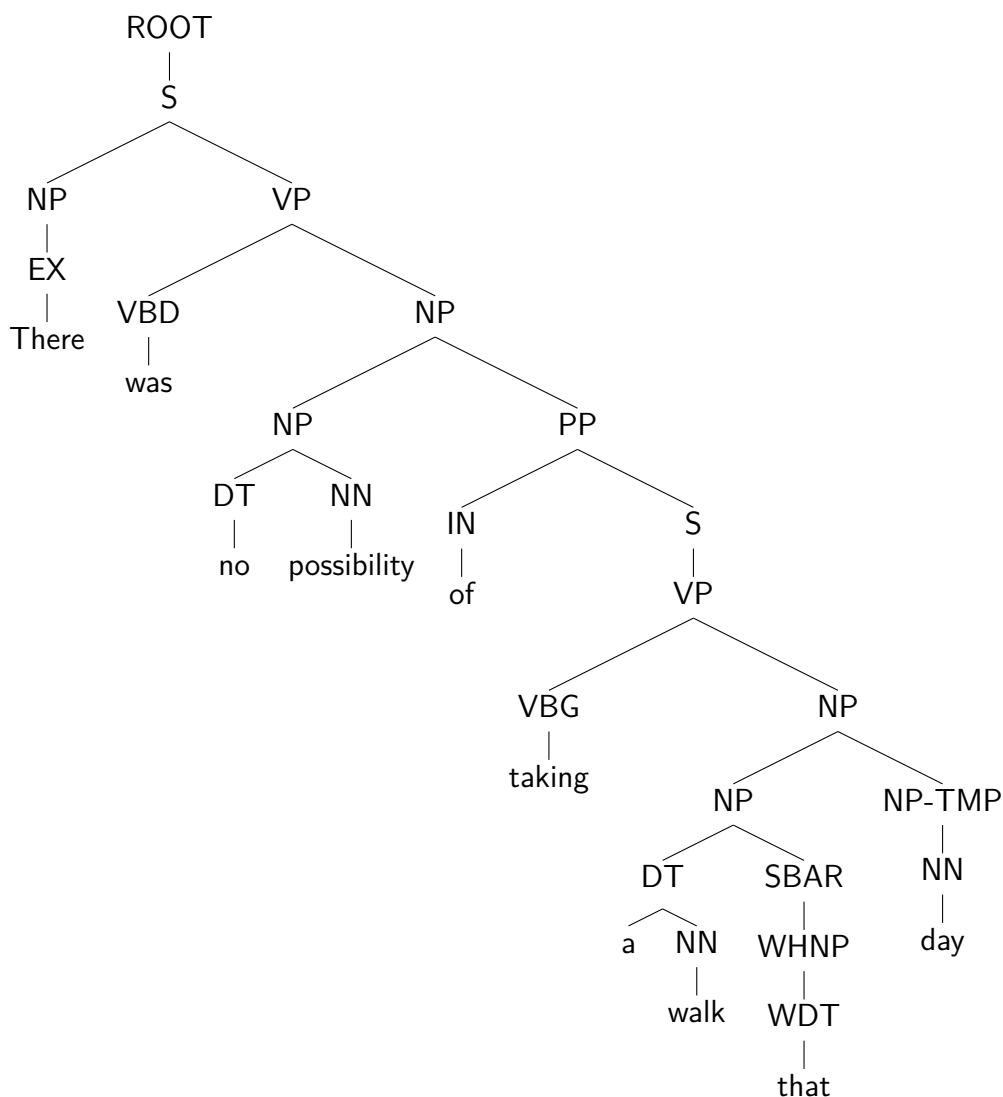 ROOT
S
NP VP
EX
There
VBD NP
was
NP PP
DT NN
no possibility
IN S
of
VP
VBG NP
taking
NP NP-TMP
DT SBAR NN
a NN WHNP day
walk WDT
that